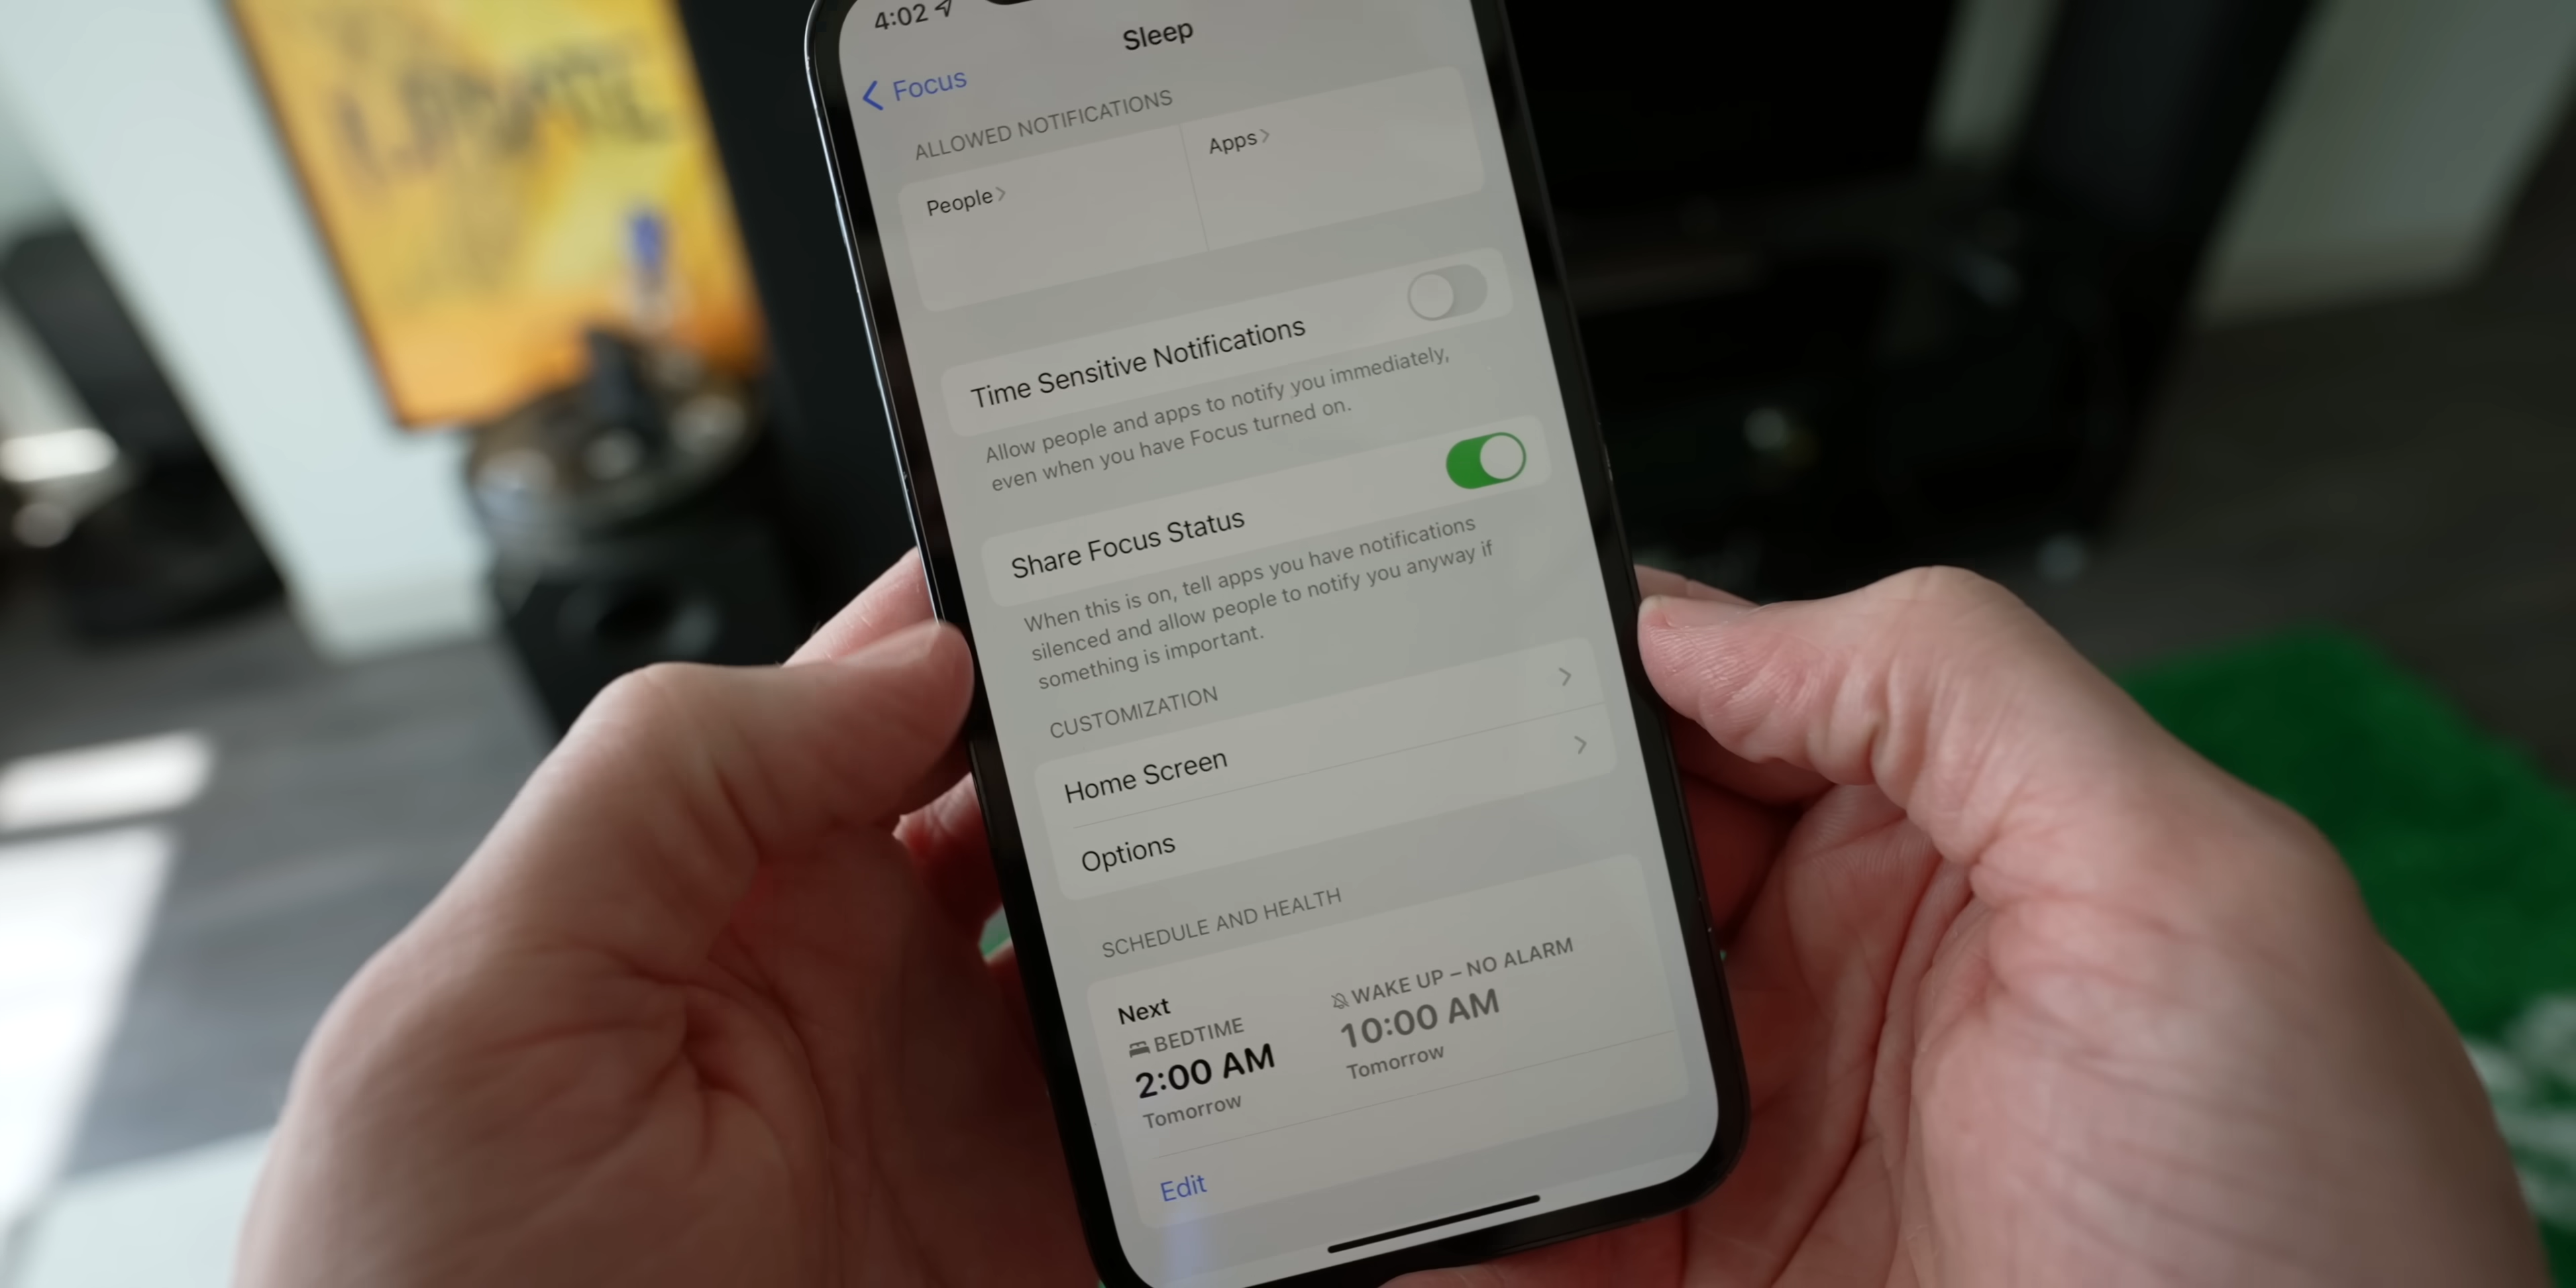 4:02
Sleep
Focus
ALLOWED NOTIFICATIONS
People
Apps
Time Sensitive Notifications
Allow people and apps to notify you immediately,
even when you have Focus turned on.
Share Focus Status
When this is on, tell apps you have notifications
silenced and allow people to notify you anyway if
something is important.
CUSTOMIZATION
Home Screen
Options
SCHEDULE AND HEALTH
Next
BEDTIME
2:00 AM
Tomorrow
WAKE UP – NO ALARM
10:00 AM
Tomorrow
Edit